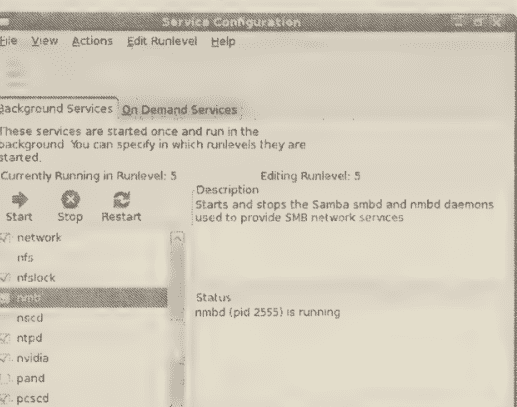 Service Configuration
File View Actions Edit Runlevel Help
Background Services On Demand Services
These services are started once and run in the
background. You can specify in which runlevels they are
started.
Currently Running in Runlevel: 5 Editing Runlevel: 5
Start Stop Restart
network
nfs
nfslock
nmb
nscd
ntpd
nvidia
pand
pcscd
Description
Starts and stops the Samba smbd and nmbd daemons
used to provide SMB network services
Status
nmbd (pid 2555) is running